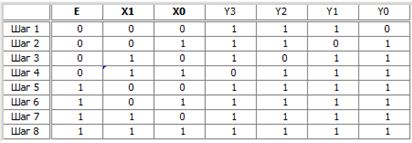 E X1 X0 Y3 Y2 Y1 Y0
Шаг 1 0 0 0 1 1 1 0
Шаг 2 0 0 1 1 1 0 1
Шаг 3 0 1 0 1 0 1 1
Шаг 4 0 1 1 0 1 1 1
Шаг 5 1 0 0 1 1 1 1
Шаг 6 1 0 1 1 1 1 1
Шаг 7 1 1 0 1 1 1 1
Шаг 8 1 1 1 1 1 1 1